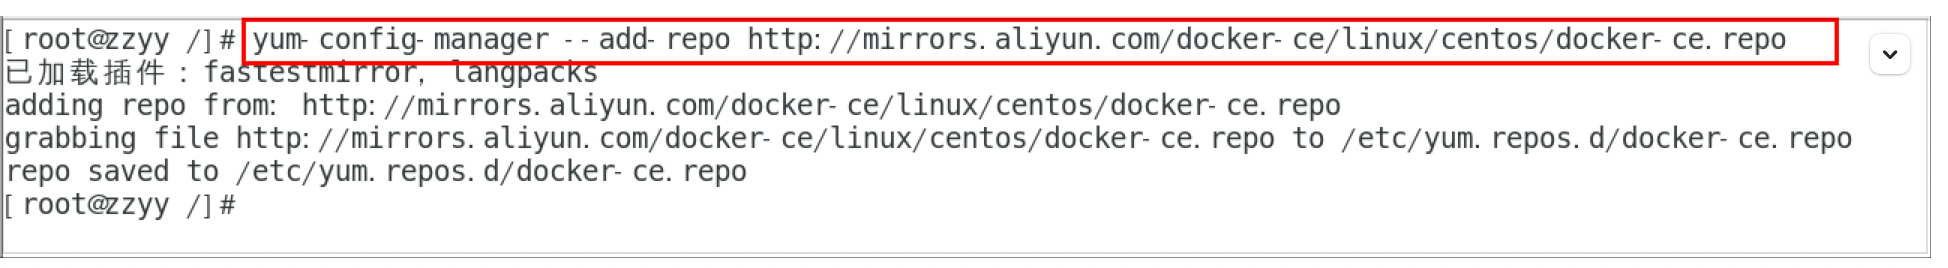 [root@zzyy /]# yum-config-manager --add-repo http://mirrors.aliyun.com/docker-ce/linux/centos/docker-ce.repo
已加载插件：fastestmirror, langpacks
adding repo from: http://mirrors.aliyun.com/docker-ce/linux/centos/docker-ce.repo
grabbing file http://mirrors.aliyun.com/docker-ce/linux/centos/docker-ce.repo to /etc/yum.repos.d/docker-ce.repo
repo saved to /etc/yum.repos.d/docker-ce.repo
[root@zzyy /]#